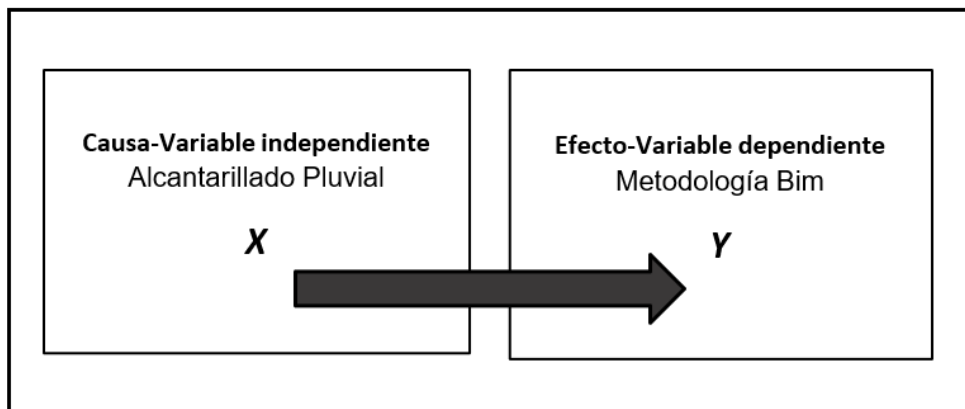 Causa-Variable independiente
Alcantarillado Pluvial
X
Efecto-Variable dependiente
Metodología Bim
Y